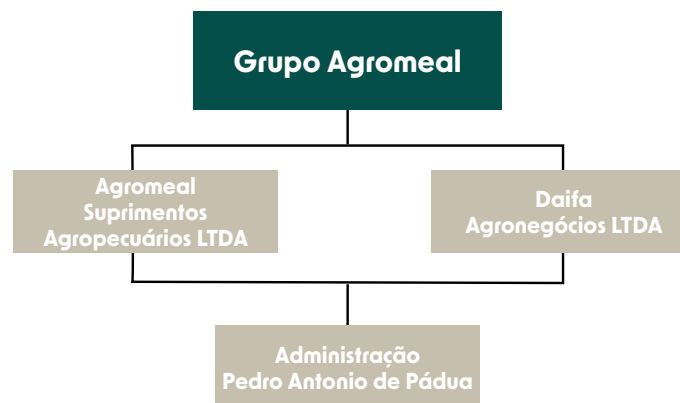 Grupo Agromeal
Agromeal
Suprimentos
Agropecuários LTDA
Daifa
Agronegócios LTDA
Administração
Pedro Antonio de Pádua